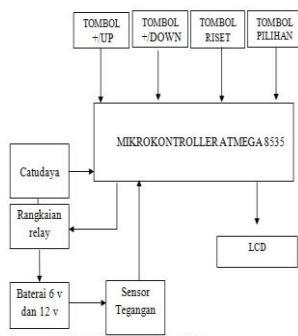 TOMBOL
+/UP
TOMBOL
+/DOWN
TOMBOL
RISET
TOMBOL
PILIHAN
MIKROKONTROLLER ATMEGA 8535
Catudaya
Rangkaian
relay
LCD
Baterai 6 v
dan 12 v
Sensor
Tegangan